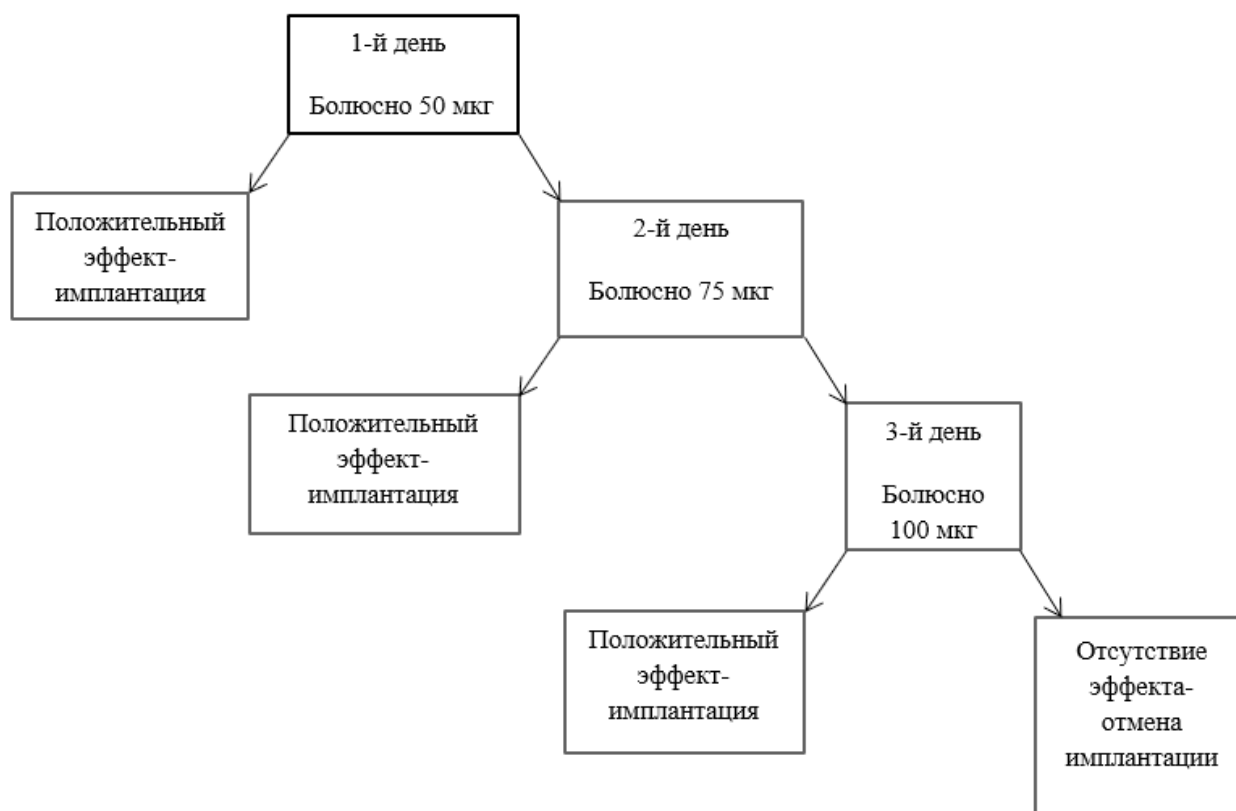 1-й день
Болюсно 50 мкг
Положительный
эффект-
имплантация
2-й день
Болюсно 75 мкг
Положительный
эффект-
имплантация
3-й день
Болюсно
100 мкг
Положительный
эффект-
имплантация
Отсутствие
эффекта-
отмена
имплантации